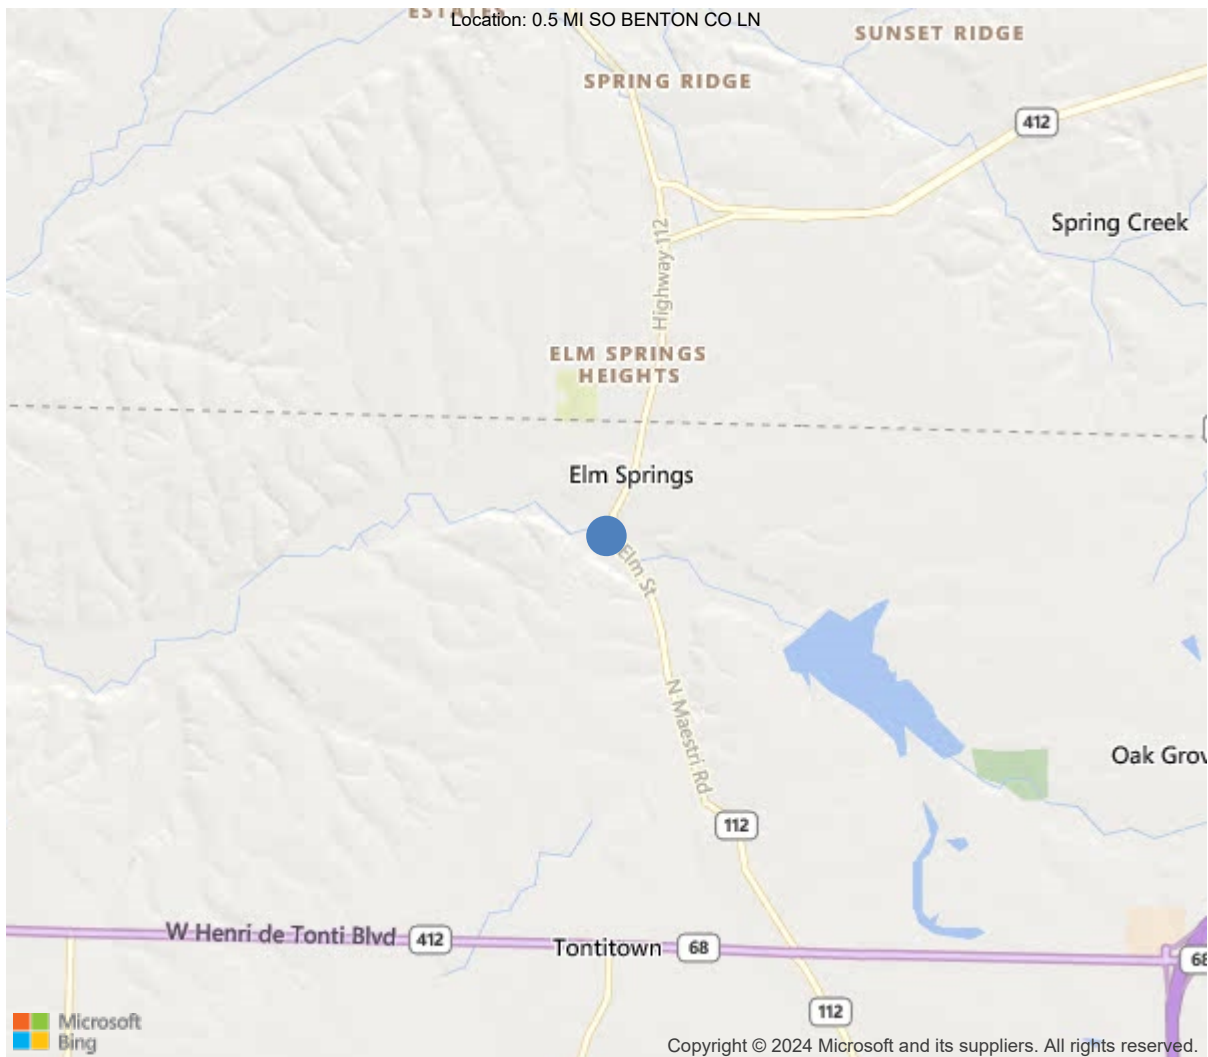 ESTATES
Location: 0.5 MI SO BENTON CO LN
SUNSET RIDGE
SPRING RIDGE
412
Spring Creek
Highway 112
ELM SPRINGS
HEIGHTS
Elm Springs
Elm St
N Maestri Rd
Oak Grov
112
W Henri de Tonti Blvd
412
Tontitown
68
68
112
Microsoft
Bing
Copyright © 2024 Microsoft and its suppliers. All rights reserved.